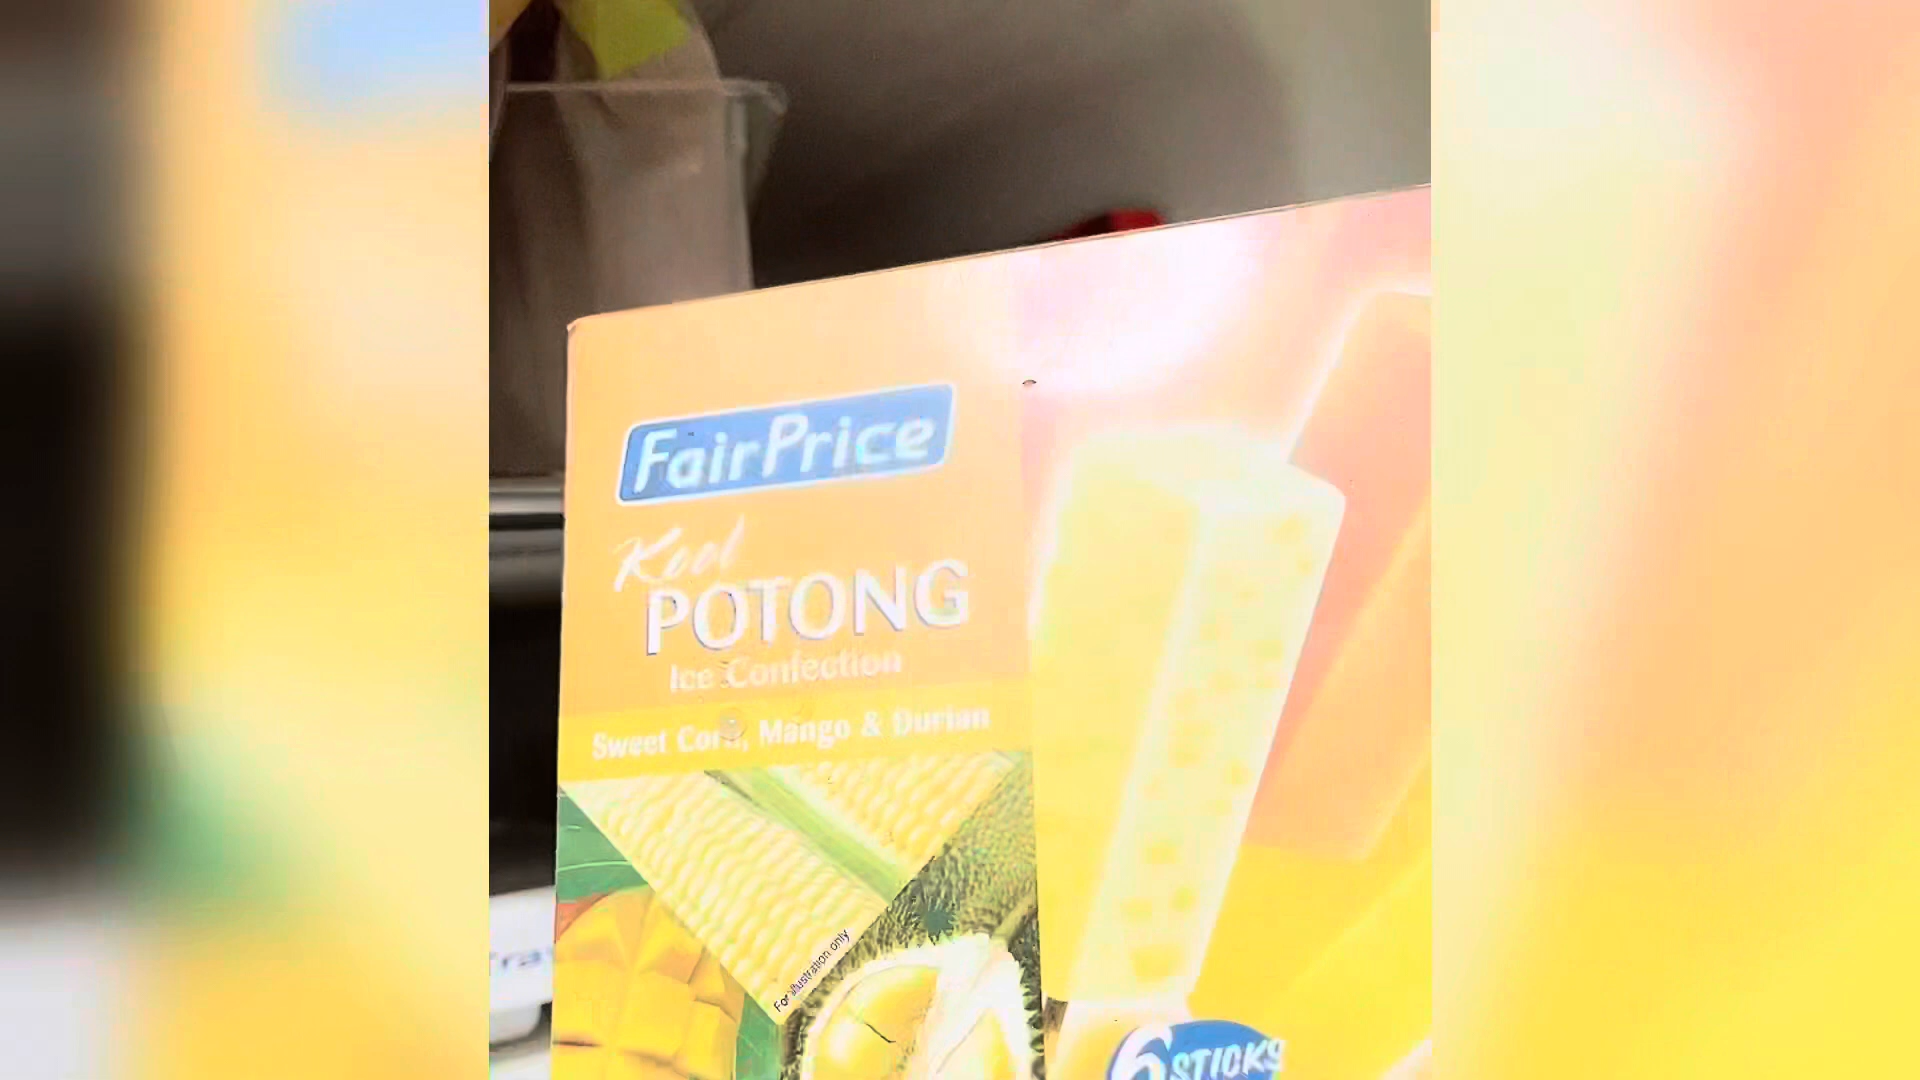 FairPrice
Kool
POTONG
Ice Confection
Sweet Corn, Mango & Durian
For illustration only
6 STICKS